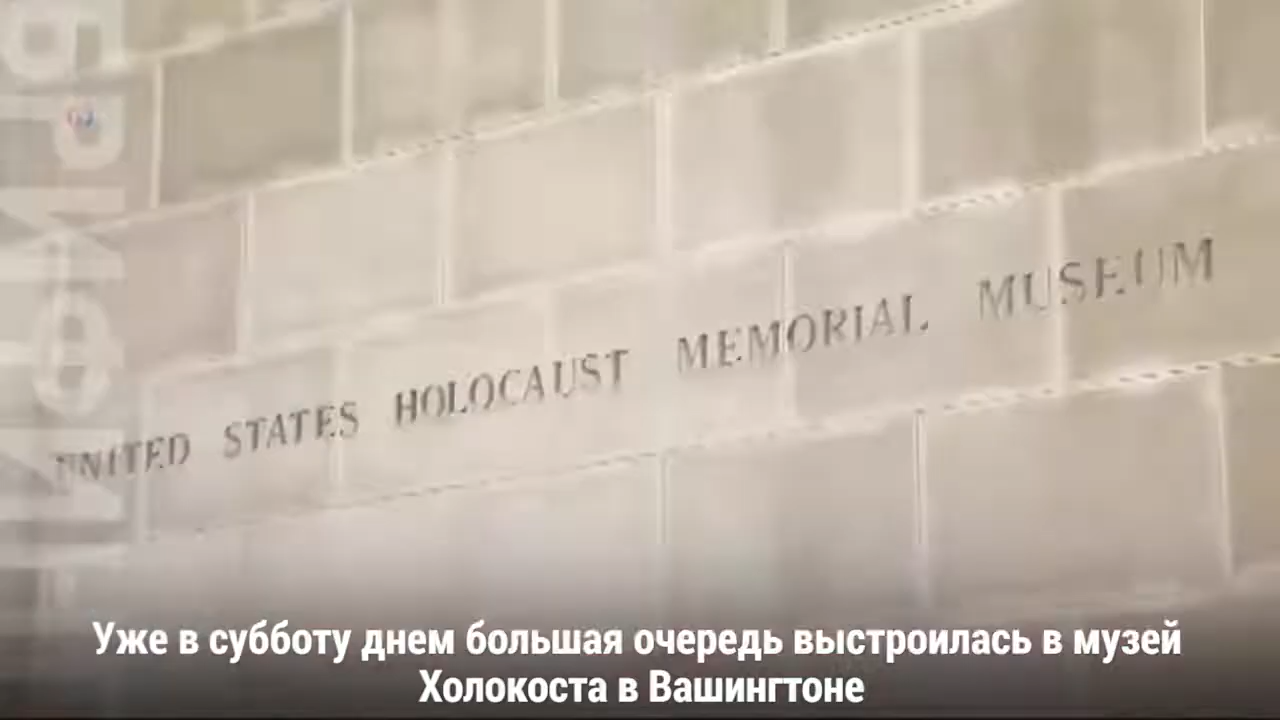 UNITED STATES HOLOCAUST MEMORIAL MUSEUM
Уже в субботу днем большая очередь выстроилась в музей
Холокоста в Вашингтоне